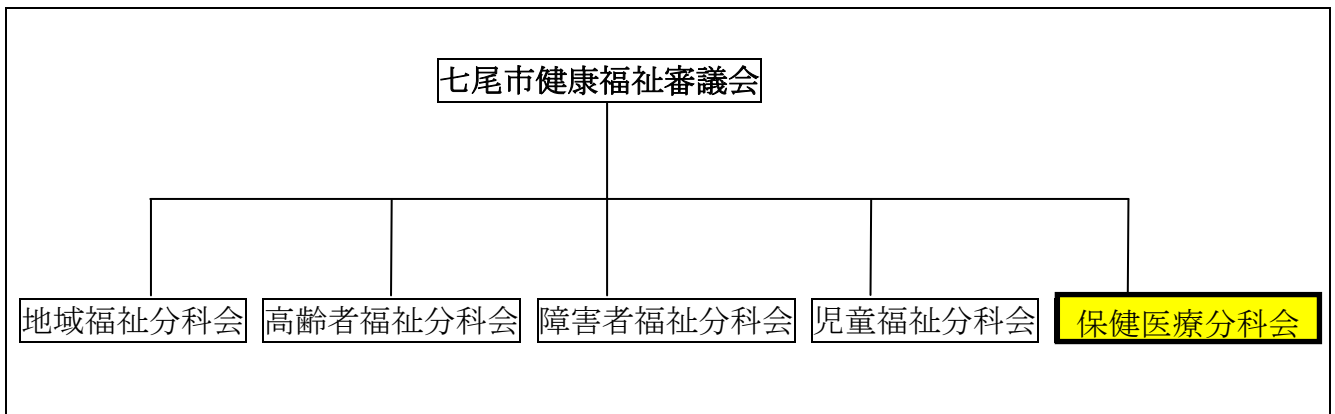 七尾市健康福祉審議会
地域福祉分科会
高齢者福祉分科会
障害者福祉分科会
児童福祉分科会
保健医療分科会